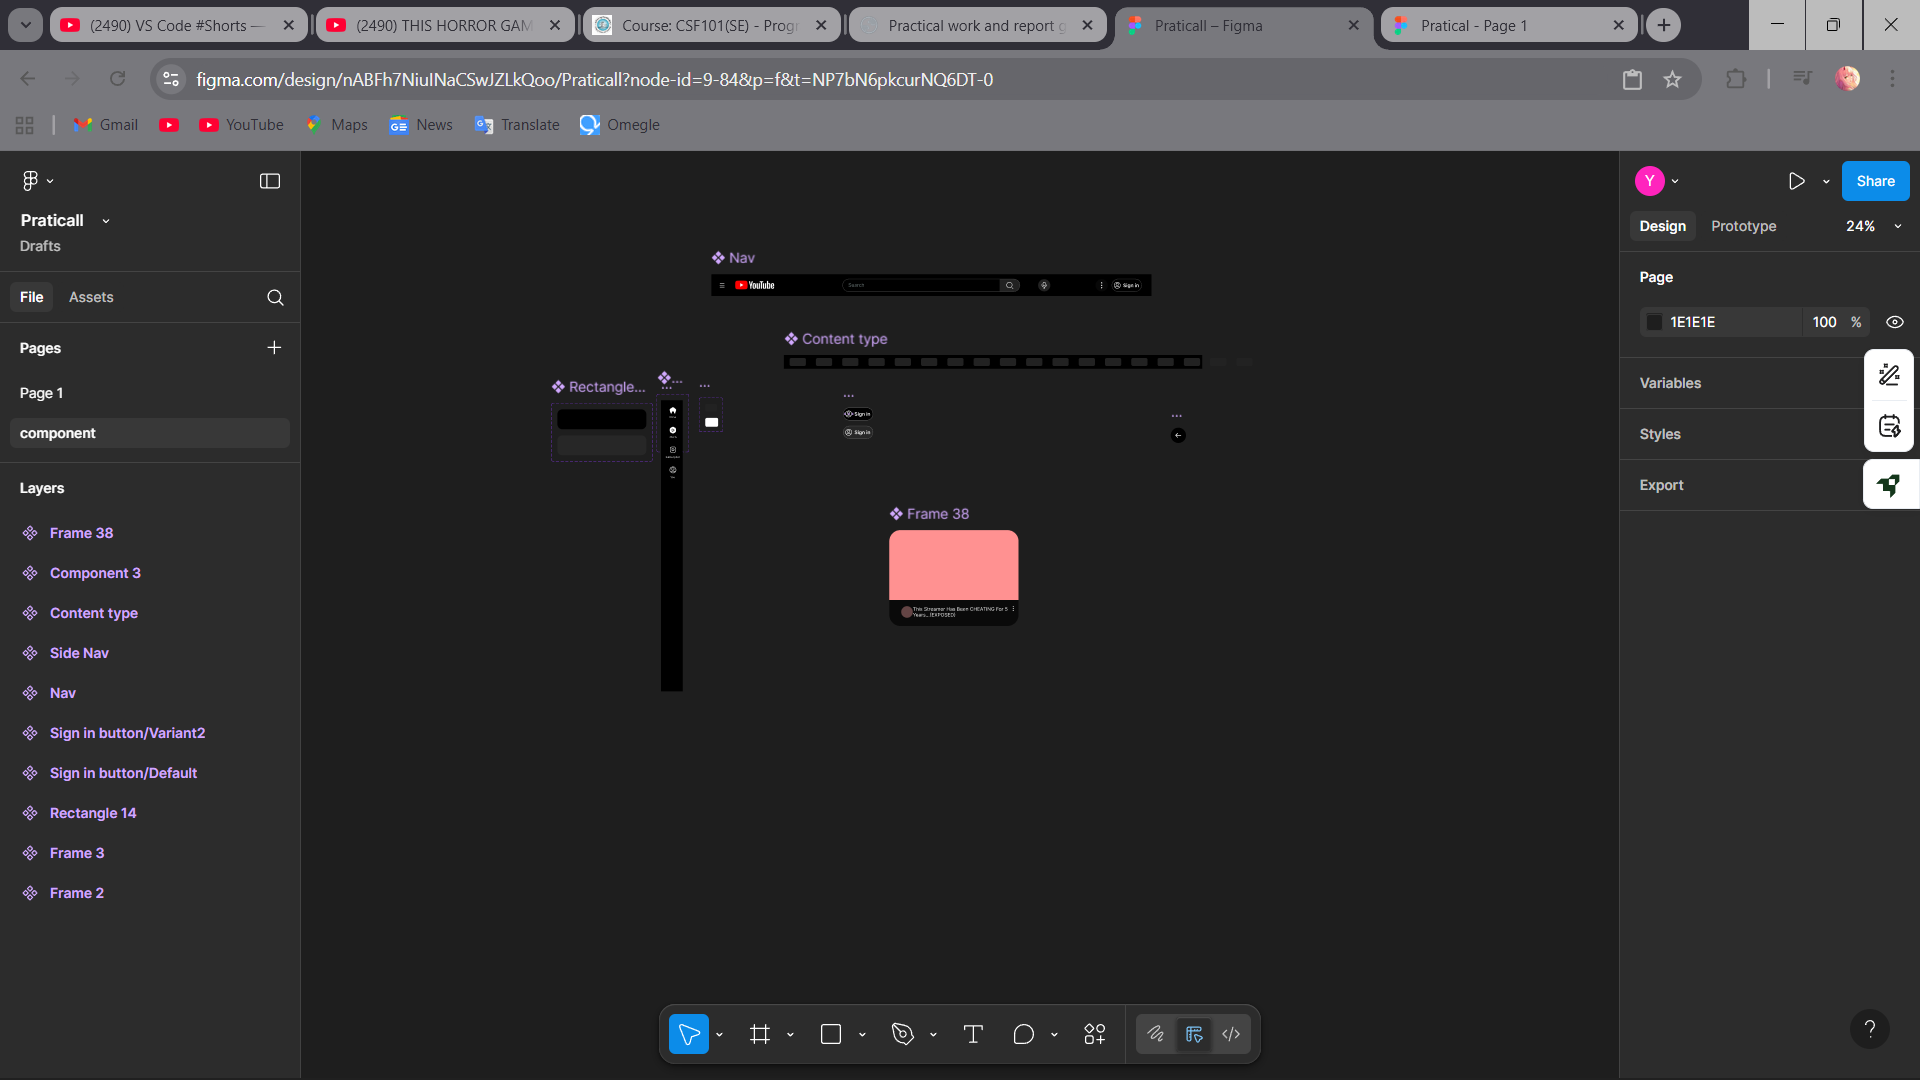 (2490) VS Code #Shorts —
(2490) THIS HORROR GAM
Course: CSF101(SE) - Progr
Practical work and report g
Praticall – Figma
Pratical - Page 1
figma.com/design/nABFh7NiuINaCSwJZLkQoo/Praticall?node-id=9-84&p=f&t=NP7bN6pkcurNQ6DT-0
Gmail
YouTube
Maps
News
Translate
Omegle
Praticall
Drafts
File
Assets
Pages
Page 1
component
Layers
Frame 38
Component 3
Content type
Side Nav
Nav
Sign in button/Variant2
Sign in button/Default
Rectangle 14
Frame 3
Frame 2
Nav
YouTube
Search
Sign in
Content type
Rectangle...
...
...
...
...
Sign in
Sign in
...
Frame 38
This Streamer Has Been CHEATING For 5
Years... (EXPOSED)
Y
Share
Design
Prototype
24%
Page
1E1E1E
100
%
Variables
Styles
Export
?